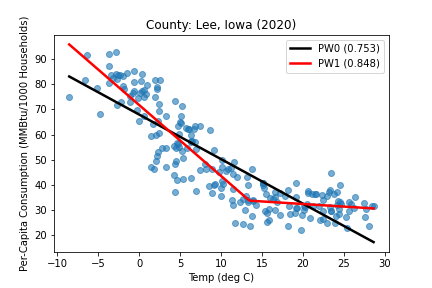 County: Lee, Iowa (2020)
PW0 (0.753)
PW1 (0.848)
Per-Capita Consumption (MMBtu/1000 Households)
90
80
70
60
50
40
30
20
−10 −5 0 5 10 15 20 25 30
Temp (deg C)